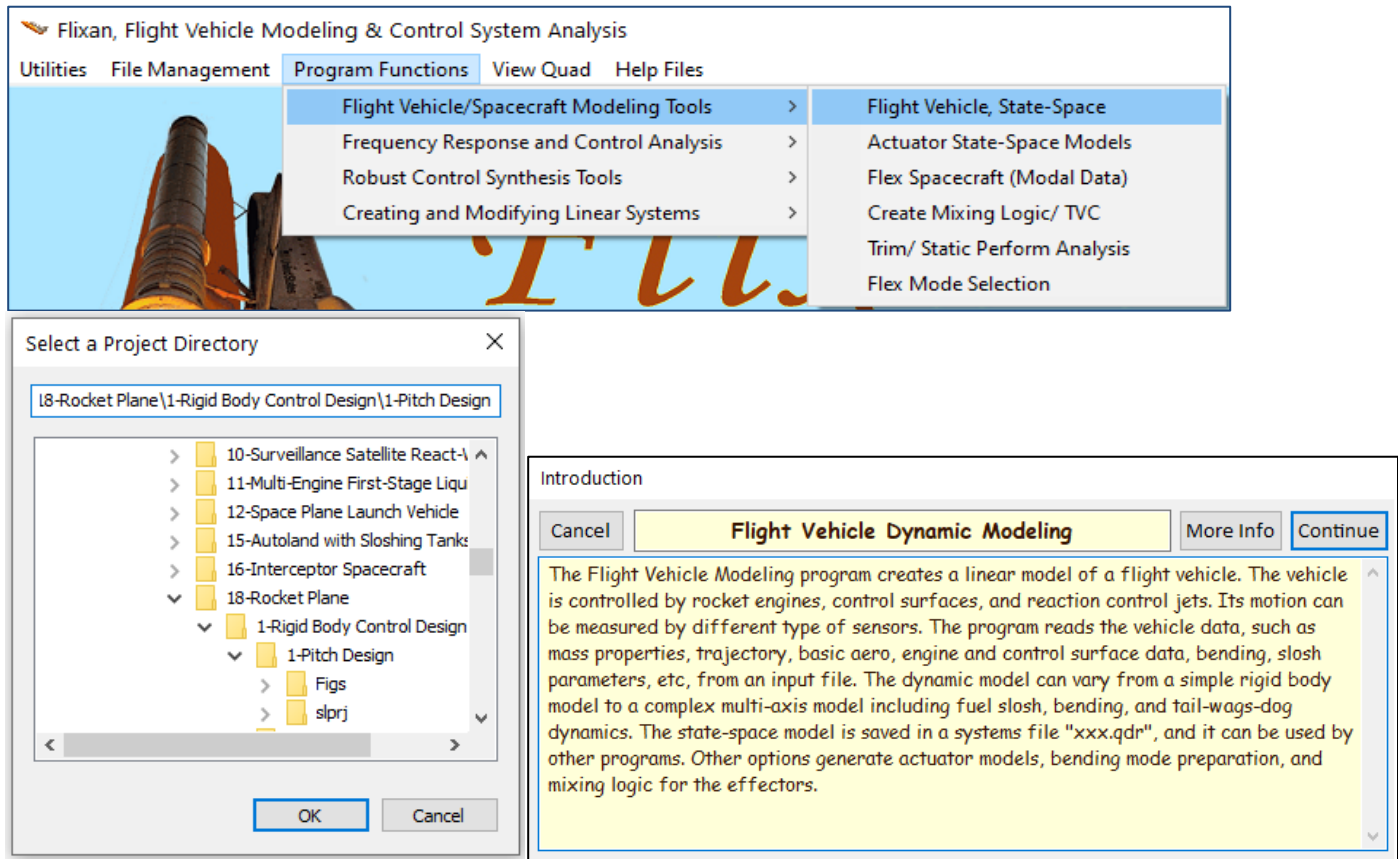 Flixan, Flight Vehicle Modeling & Control System Analysis
Utilities File Management Program Functions View Quad Help Files
Flight Vehicle/Spacecraft Modeling Tools >
Frequency Response and Control Analysis >
Robust Control Synthesis Tools >
Creating and Modifying Linear Systems >
Flight Vehicle, State-Space
Actuator State-Space Models
Flex Spacecraft (Modal Data)
Create Mixing Logic/ TVC
Trim/ Static Perform Analysis
Flex Mode Selection
Select a Project Directory
18-Rocket Plane\1-Rigid Body Control Design\1-Pitch Design
10-Surveillance Satellite React-
11-Multi-Engine First-Stage Liqu
12-Space Plane Launch Vehicle
15-Autoland with Sloshing Tanks
16-Interceptor Spacecraft
18-Rocket Plane
1-Rigid Body Control Design
1-Pitch Design
Figs
slprj
OK Cancel
Introduction
Cancel Flight Vehicle Dynamic Modeling More Info Continue
The Flight Vehicle Modeling program creates a linear model of a flight vehicle. The vehicle
is controlled by rocket engines, control surfaces, and reaction control jets. Its motion can
be measured by different type of sensors. The program reads the vehicle data, such as
mass properties, trajectory, basic aero, engine and control surface data, bending, slosh
parameters, etc, from an input file. The dynamic model can vary from a simple rigid body
model to a complex multi-axis model including fuel slosh, bending, and tail-wags-dog
dynamics. The state-space model is saved in a systems file "xxx.qdr", and it can be used by
other programs. Other options generate actuator models, bending mode preparation, and
mixing logic for the effectors.